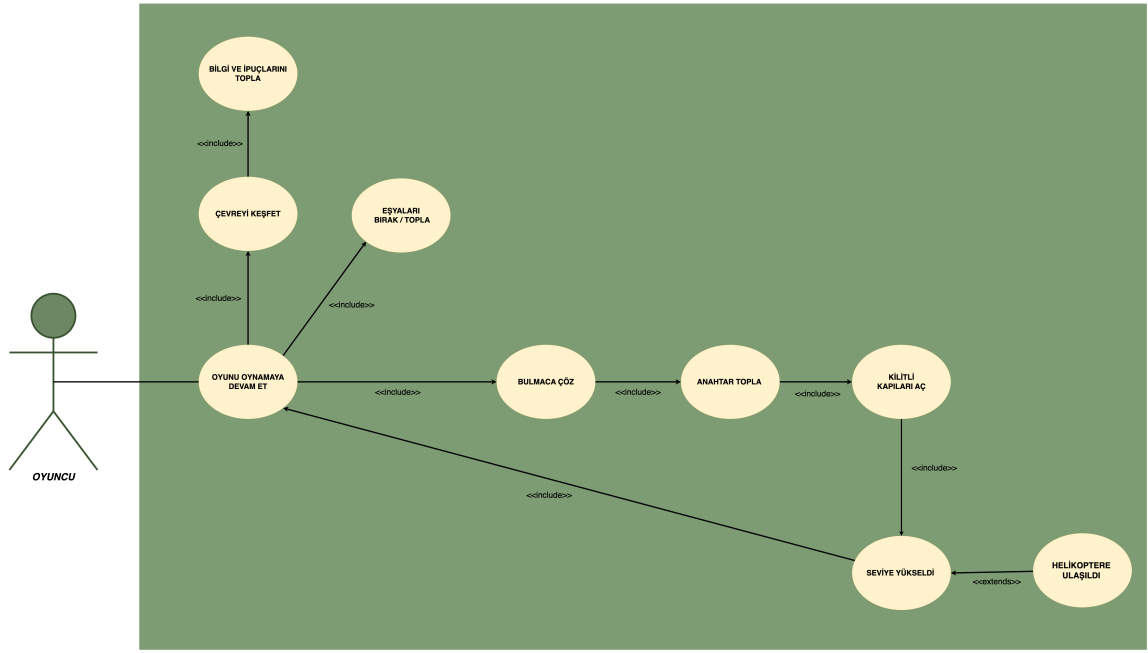 BİLGİ VE İPUÇLARINI
TOPLA
<<include>>
ÇEVREYİ KEŞFET
EŞYALARI
BIRAK / TOPLA
<<include>>
<<include>>
OYUNU OYNAMAYA
DEVAM ET
<<include>>
BULMACA ÇÖZ
<<include>>
ANAHTAR TOPLA
<<include>>
KİLİTLİ
KAPILARI AÇ
OYUNCU
<<include>>
<<include>>
SEVİYE YÜKSELDİ
<<extends>>
HELİKOPTERE
ULAŞILDI